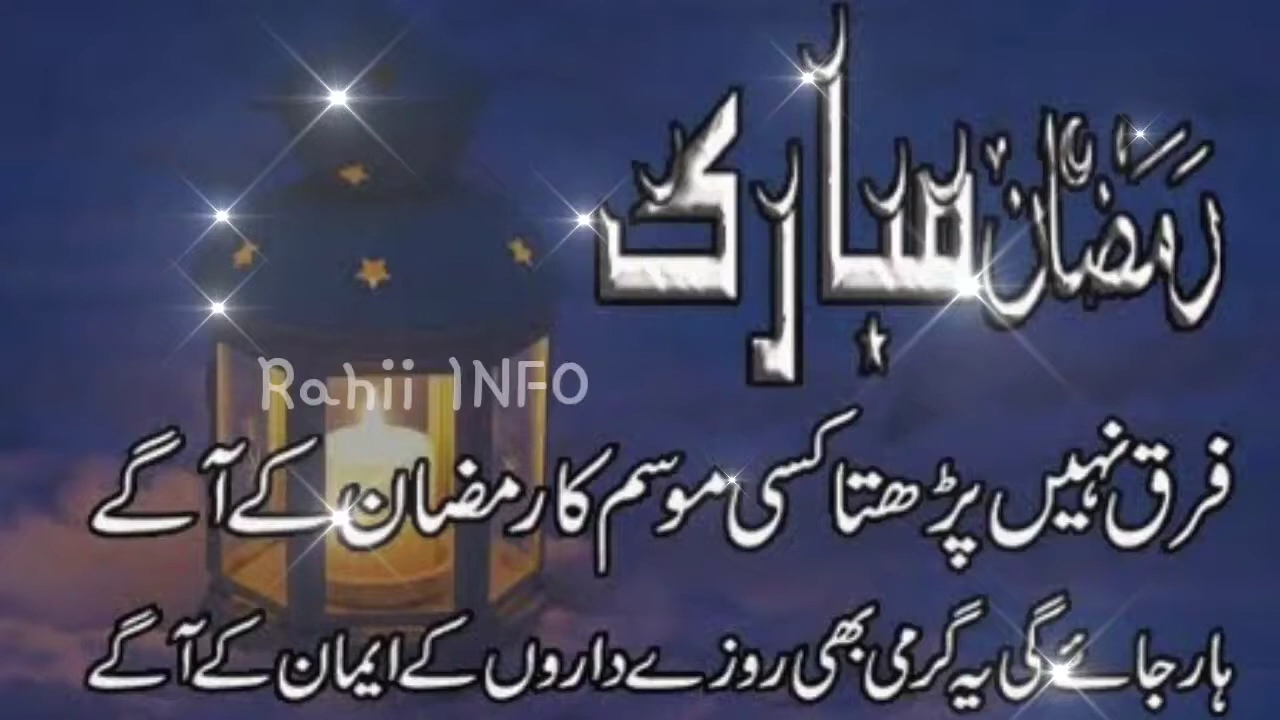 رمضان مبارک
Rahii INFO
فرق نہیں پڑھتا کسی موسم کا رمضان کے آگے
ہار جائے گی یہ گرمی بھی روزے داروں کے ایمان کے آگے